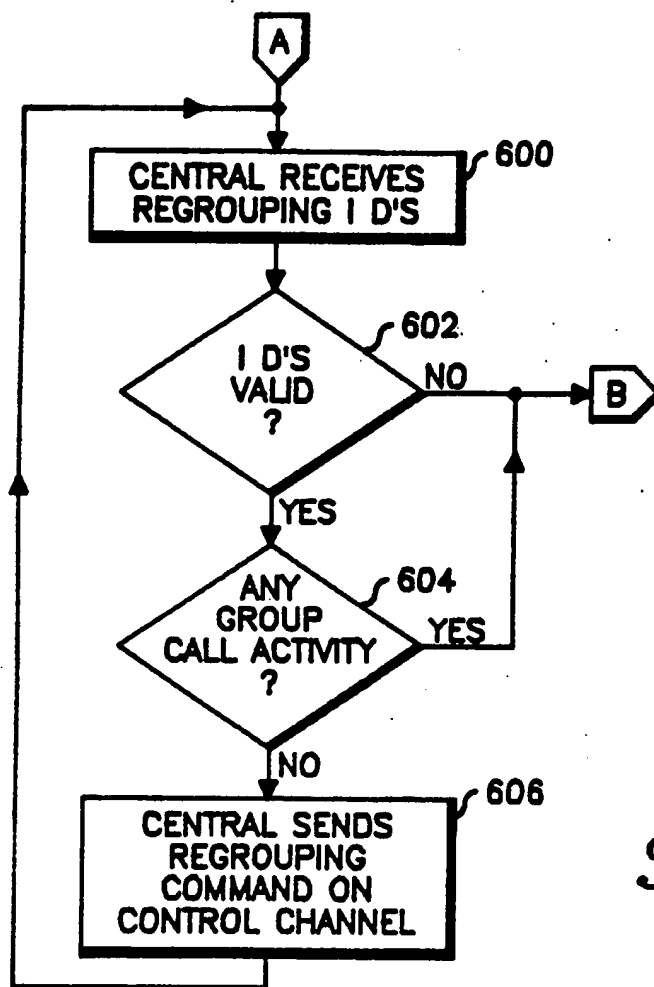 A
600
CENTRAL RECEIVES
REGROUPING I D'S
602
I D'S
VALID
?
NO
B
YES
604
ANY
GROUP
CALL ACTIVITY
?
YES
NO
606
CENTRAL SENDS
REGROUPING
COMMAND ON
CONTROL CHANNEL